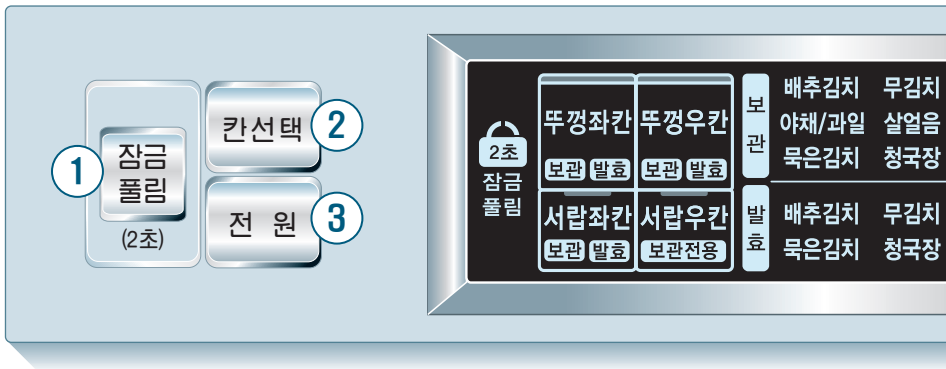 1
잠금
풀림
(2초)
칸선택
2
전 원
3
2초
잠금
풀림
뚜껑좌칸 뚜껑우칸
보관 발효 보관 발효
서랍좌칸 서랍우칸
보관 발효 보관전용
보관
배추김치 무김치
야채/과일 살얼음
묵은김치 청국장
발효
배추김치 무김치
묵은김치 청국장